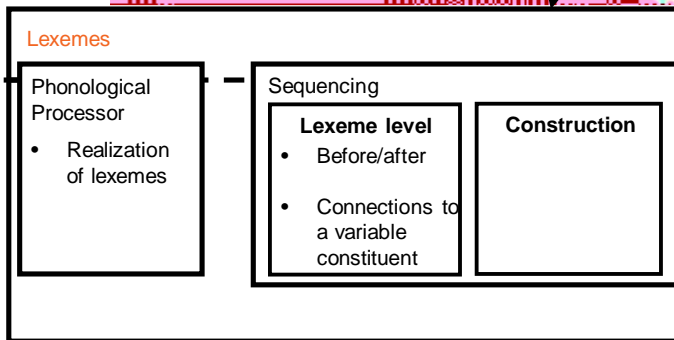 Lexemes
Phonological
Processor
• Realization
of lexemes
Sequencing
Lexeme level
• Before/after
• Connections to
a variable
constituent
Construction